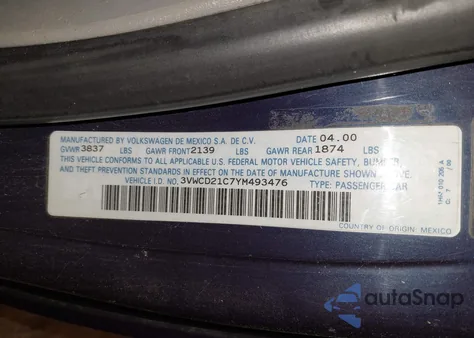 MANUFACTURED BY VOLKSWAGEN DE MEXICO S.A. DE C.V. DATE 04.00
GVWR 3837 LBS GAWR FRONT 2139 LBS GAWR REAR 1874 LBS
THIS VEHICLE CONFORMS TO ALL APPLICABLE U.S. FEDERAL MOTOR VEHICLE SAFETY, BUMPER,
AND THEFT PREVENTION STANDARDS IN EFFECT ON THE DATE OF MANUFACTURE SHOWN ABOVE.
VEHICLE IDENT. NO. 3VWCD21C7YM493476 TYPE: PASSENGER CAR
COUNTRY OF ORIGIN: MEXICO
autoSnap